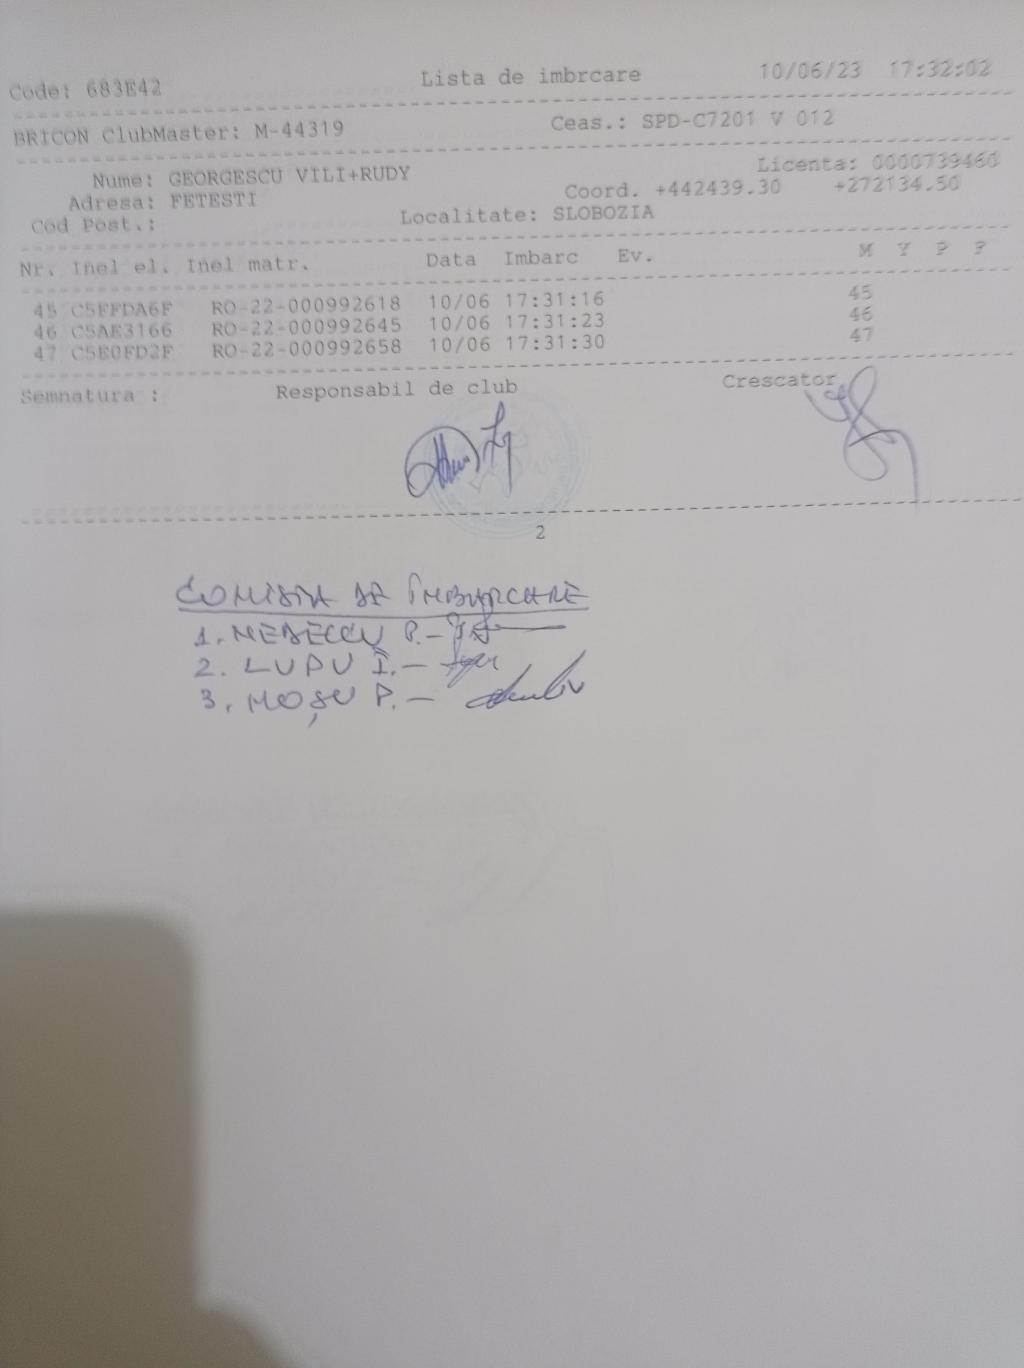 Code: 683E42 Lista de imbrcare 10/06/23 17:32:02
BRICON ClubMaster: M-44319 Ceas.: SPD-C7201 V 012
Nume: GEORGESCU VILI+RUDY Licenta: 0000739460
Adresa: FETESTI Coord. +442439.30 +272134.50
Cod Post.: Localitate: SLOBOZIA
Nr. Inel el. Inel matr. Data Imbarc Ev. M Y P P
45 C5FFDA6F RO-22-000992618 10/06 17:31:16 45
46 C5AE3166 RO-22-000992645 10/06 17:31:23 46
47 C5E0FD2F RO-22-000992658 10/06 17:31:30 47
Semnatura : Responsabil de club Crescator
2
COMISIA DE ÎMBARCARE
1. P.-
2. LUPU I.-
3. MOȘU P.-